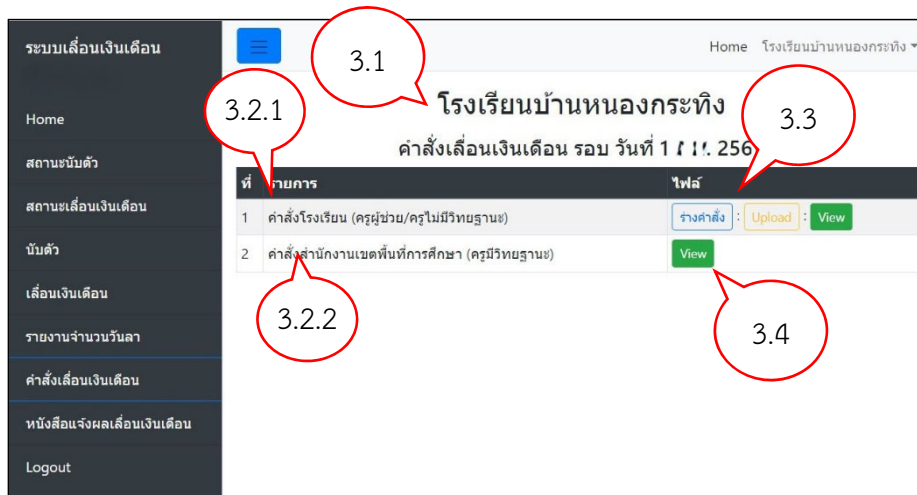 ระบบเลื่อนเงินเดือน
Home
สถานะนับตัว
สถานะเลื่อนเงินเดือน
นับตัว
เลื่อนเงินเดือน
รายงานจำนวนวันลา
คำสั่งเลื่อนเงินเดือน
หนังสือแจ้งผลเลื่อนเงินเดือน
Logout
Home โรงเรียนบ้านหนองกระทิง
3.1
โรงเรียนบ้านหนองกระทิง
3.2.1
3.3
คำสั่งเลื่อนเงินเดือน รอบ วันที่ 1 256
ที่ รายการ ไฟล์
1 คำสั่งโรงเรียน (ครูผู้ช่วย/ครูไม่มีวิทยฐานะ) ร่างคำสั่ง : Upload : View
2 คำสั่งสำนักงานเขตพื้นที่การศึกษา (ครูมีวิทยฐานะ) View
3.2.2
3.4